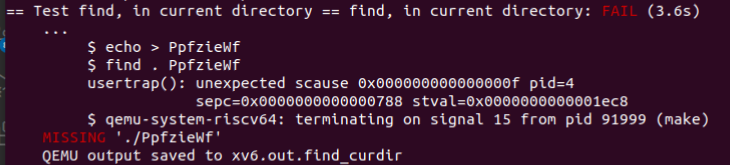 == Test find, in current directory == find, in current directory: FAIL (3.6s)
...
$ echo > PpfzieWf
$ find . PpfzieWf
usertrap(): unexpected scause 0x000000000000000f pid=4
sepc=0x0000000000000788 stval=0x0000000000001ec8
$ qemu-system-riscv64: terminating on signal 15 from pid 91999 (make)
MISSING './PpfzieWf'
QEMU output saved to xv6.out.find_curdir